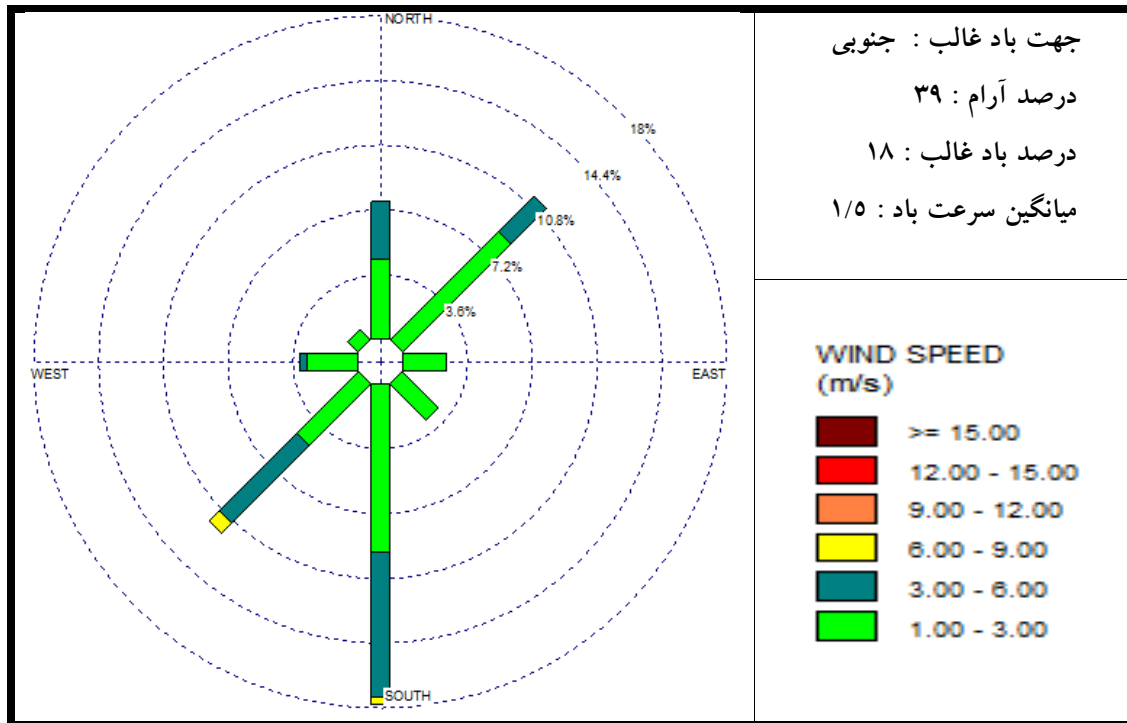 NORTH
18%
14.4%
10.8%
7.2%
3.6%
WEST
EAST
SOUTH
جهت باد غالب : جنوبی
درصد آرام : ۳۹
درصد باد غالب : ۱۸
میانگین سرعت باد : ۱/۵
WIND SPEED
(m/s)
>= 15.00
12.00 - 15.00
9.00 - 12.00
6.00 - 9.00
3.00 - 6.00
1.00 - 3.00